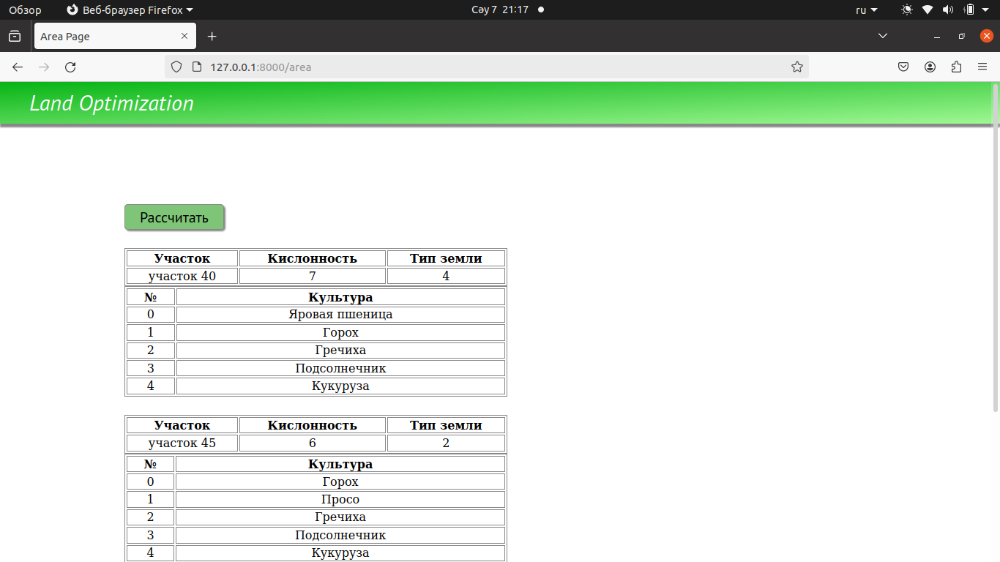 Обзор Веб-браузер Firefox Сәу 7 21:17 ru
Area Page
127.0.0.1:8000/area
Land Optimization
Рассчитать
Участок Кислонность Тип земли
участок 40 7 4
№ Культура
0 Яровая пшеница
1 Горох
2 Гречиха
3 Подсолнечник
4 Кукуруза
Участок Кислонность Тип земли
участок 45 6 2
№ Культура
0 Горох
1 Просо
2 Гречиха
3 Подсолнечник
4 Кукуруза